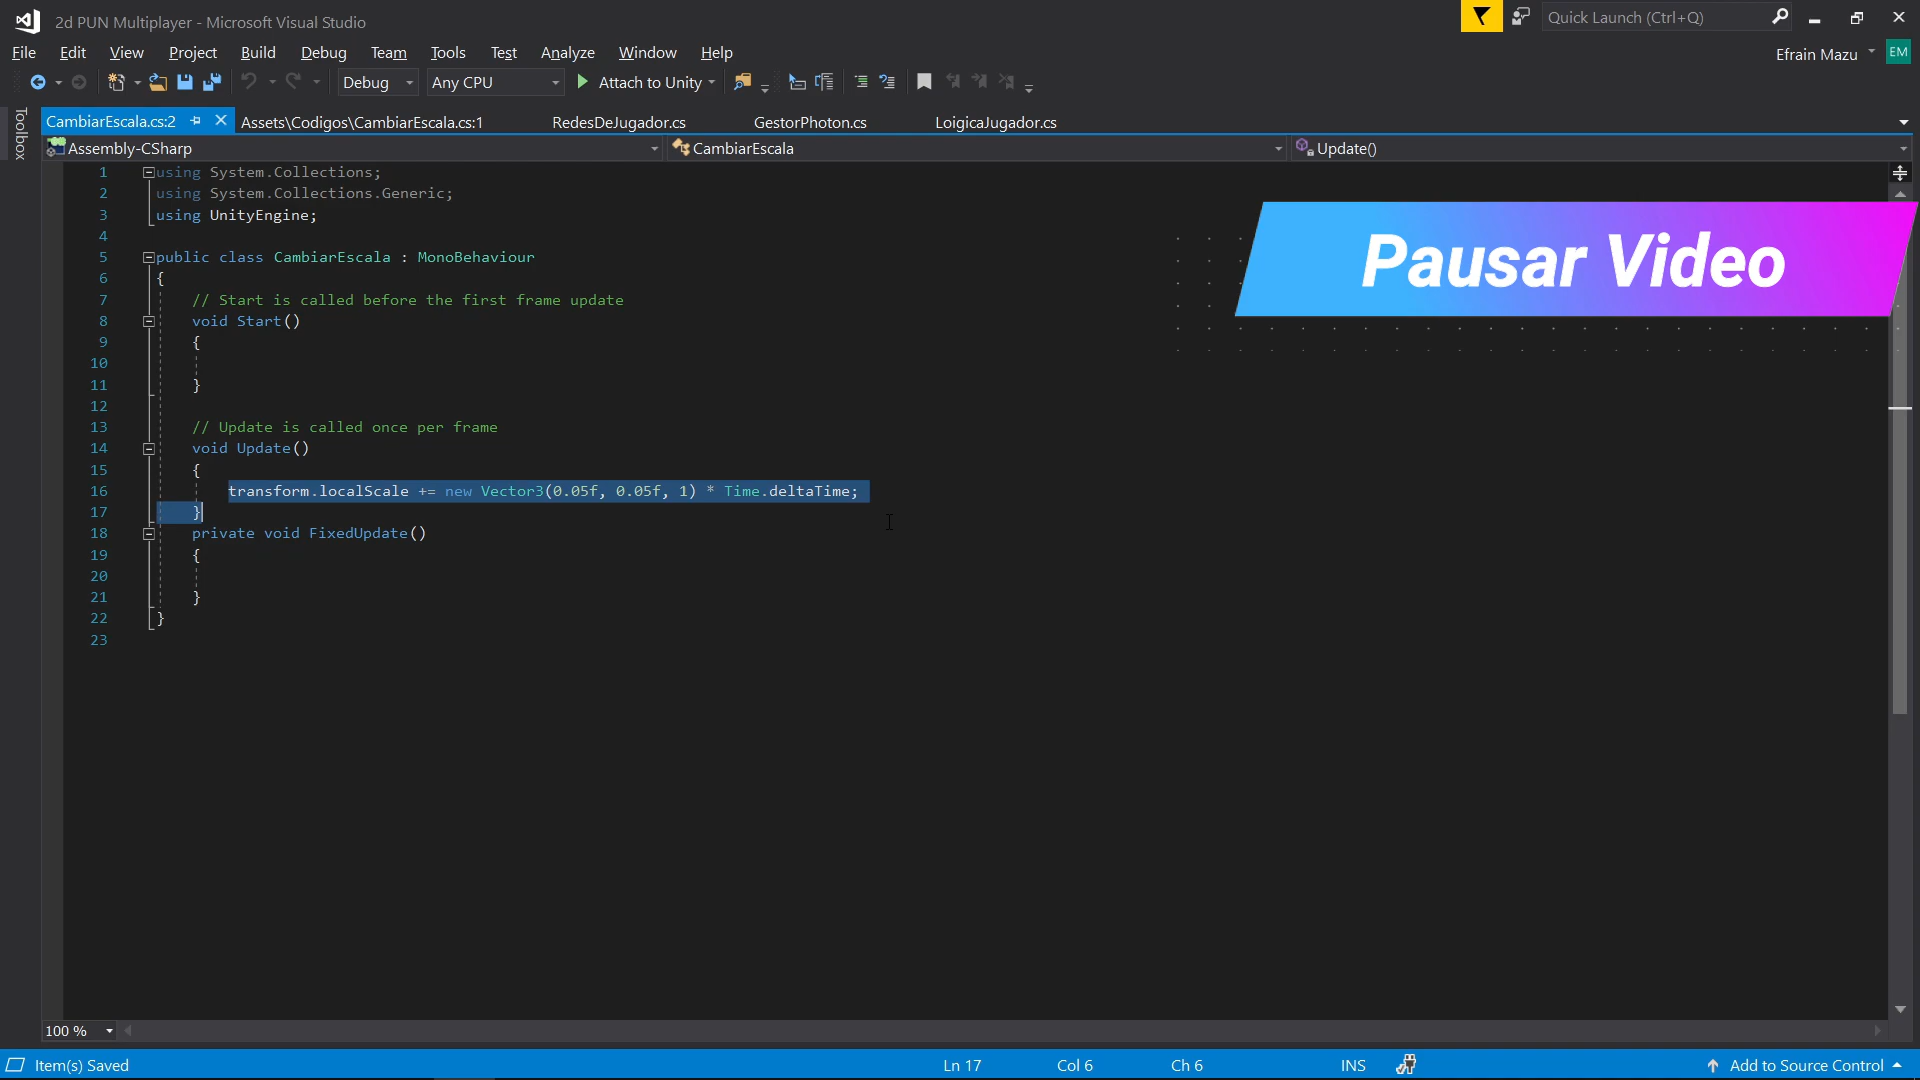 2d PUN Multiplayer - Microsoft Visual Studio
Quick Launch (Ctrl+Q)
File Edit View Project Build Debug Team Tools Test Analyze Window Help
Efrain Mazu EM
Debug Any CPU Attach to Unity
Toolbox
CambiarEscala.cs:2 Assets\Codigos\CambiarEscala.cs:1 RedesDeJugador.cs GestorPhoton.cs LoigicaJugador.cs
Assembly-CSharp CambiarEscala Update()
1 using System.Collections;
2 using System.Collections.Generic;
3 using UnityEngine;
4
5 public class CambiarEscala : MonoBehaviour
6 {
7 // Start is called before the first frame update
8 void Start()
9 {
10
11 }
12
13 // Update is called once per frame
14 void Update()
15 {
16 transform.localScale += new Vector3(0.05f, 0.05f, 1) * Time.deltaTime;
17 }
18 private void FixedUpdate()
19 {
20
21 }
22 }
23
Pausar Video
100 %
Item(s) Saved Ln 17 Col 6 Ch 6 INS Add to Source Control